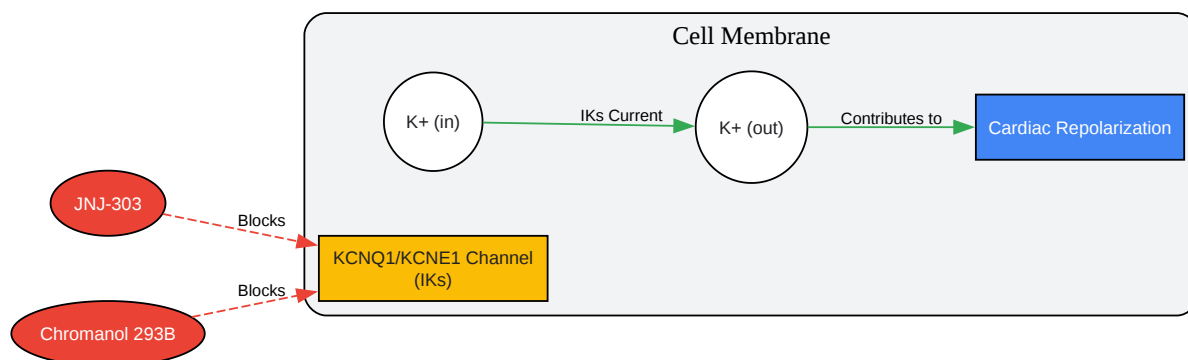 Cell Membrane
K+ (in)
IKs Current
K+ (out)
Contributes to
Cardiac Repolarization
JNJ-303
Blocks
KCNQ1/KCNE1 Channel
(IKs)
Blocks
Chromanol 293B